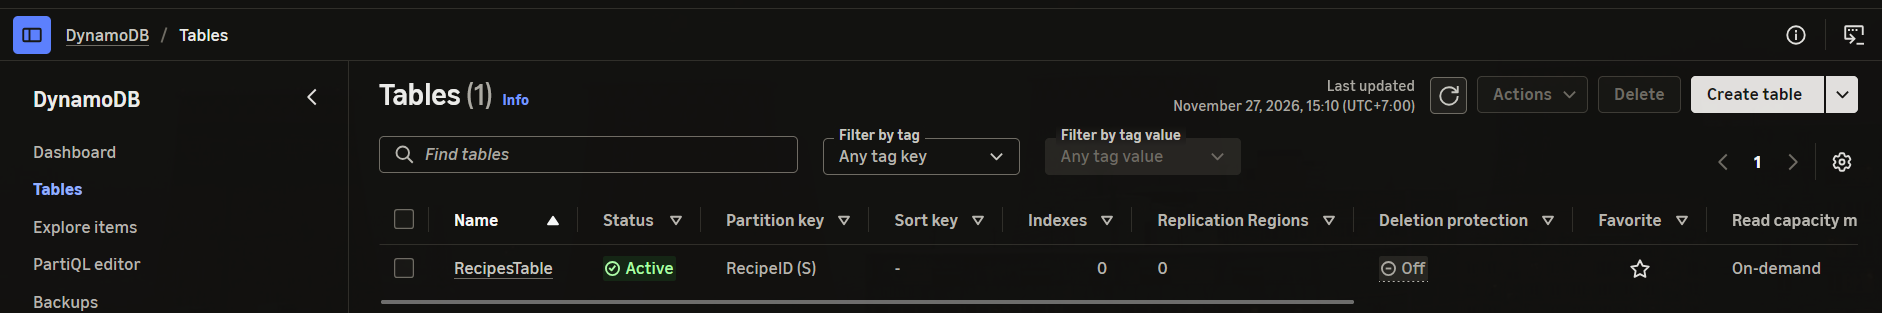 DynamoDB / Tables
DynamoDB
Dashboard
Tables
Explore items
PartiQL editor
Backups
Tables (1) Info
Last updated
November 27, 2026, 15:10 (UTC+7:00)
Actions
Delete
Create table
Find tables
Filter by tag
Any tag key
Filter by tag value
Any tag value
1
Name Status Partition key Sort key Indexes Replication Regions Deletion protection Favorite Read capacity m
RecipesTable Active RecipeID (S) - 0 0 Off On-demand